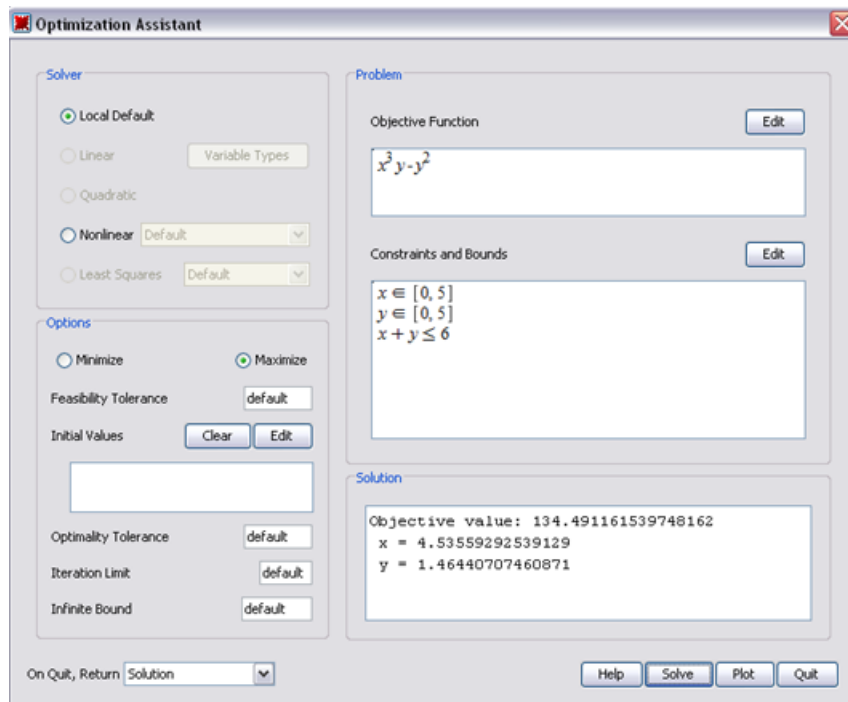 Optimization Assistant
Solver
Local Default
Linear Variable Types
Quadratic
Nonlinear Default
Least Squares Default
Options
Minimize Maximize
Feasibility Tolerance default
Initial Values Clear Edit
Optimality Tolerance default
Iteration Limit default
Infinite Bound default
Problem
Objective Function Edit
x³ y - y²
Constraints and Bounds Edit
x ∈ [0, 5]
y ∈ [0, 5]
x + y ≤ 6
Solution
Objective value: 134.491161539748162
x = 4.53559292539129
y = 1.46440707460871
On Quit, Return Solution Help Solve Plot Quit